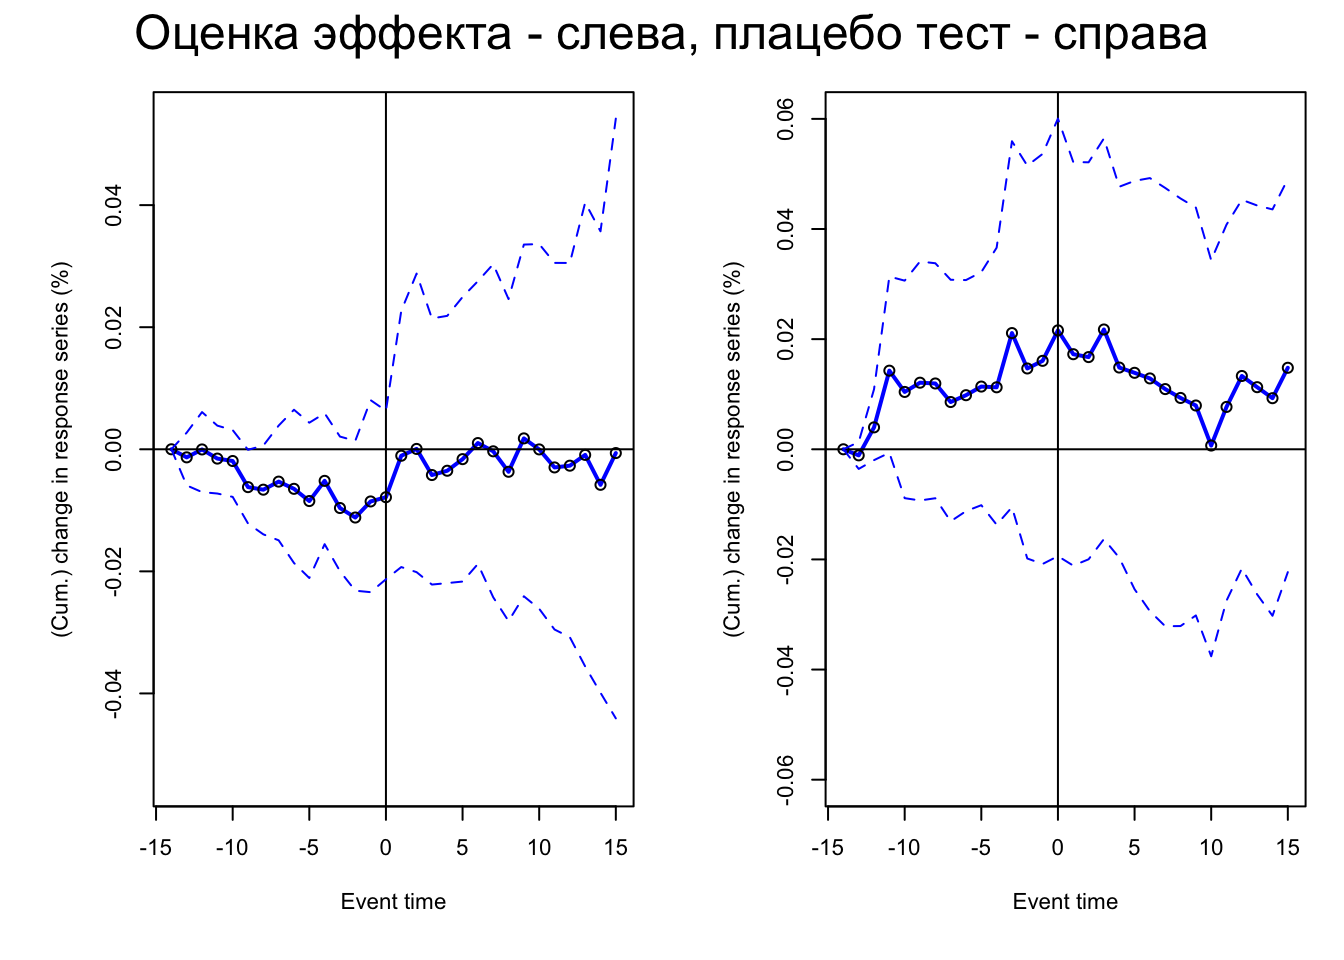 Оценка эффекта - слева, плацебо тест - справа
(Cum.) change in response series (%)
0.04
0.02
0.00
-0.02
-0.04
-15 -10 -5 0 5 10 15
Event time
(Cum.) change in response series (%)
0.06
0.04
0.02
0.00
-0.02
-0.04
-0.06
-15 -10 -5 0 5 10 15
Event time